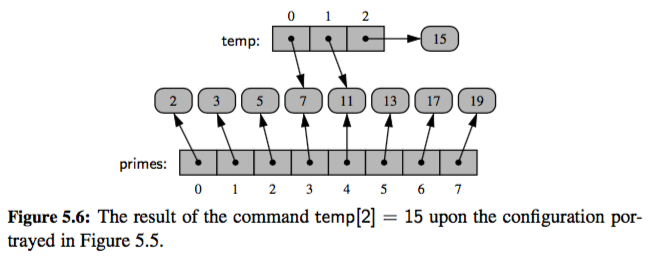 0 1 2
temp: 15
2 3 5 7 11 13 17 19
primes:
0 1 2 3 4 5 6 7
Figure 5.6: The result of the command temp[2] = 15 upon the configuration por-
trayed in Figure 5.5.